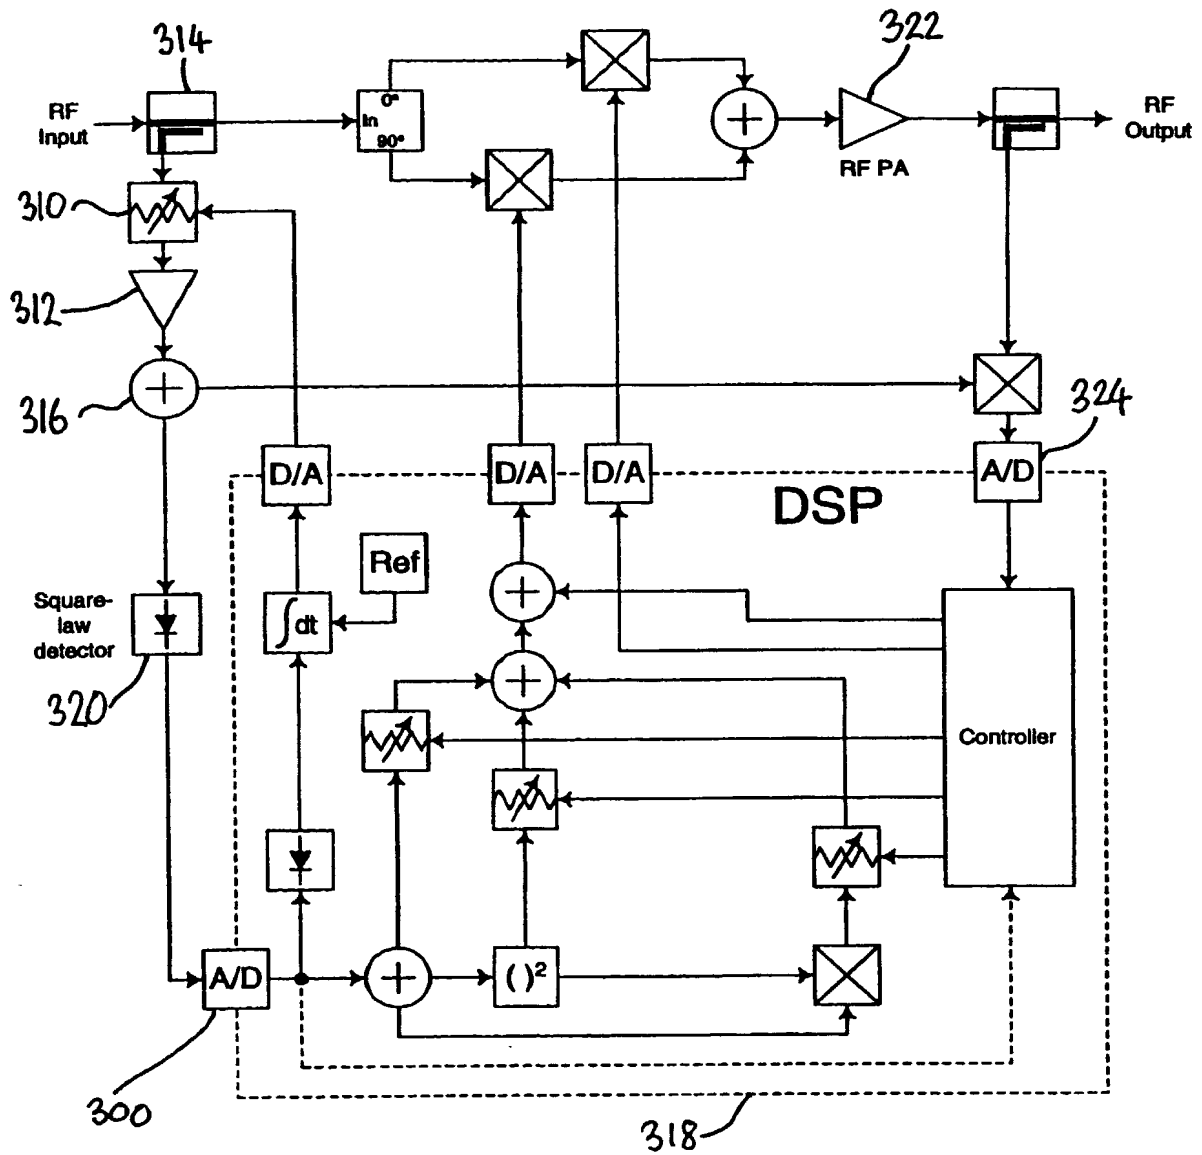 314
322
RF
Input
0°
In
90°
RF PA
RF
Output
310
312
316
324
D/A
D/A
D/A
A/D
DSP
Ref
∫dt
Square-
law
detector
320
Controller
A/D
( )²
300
318